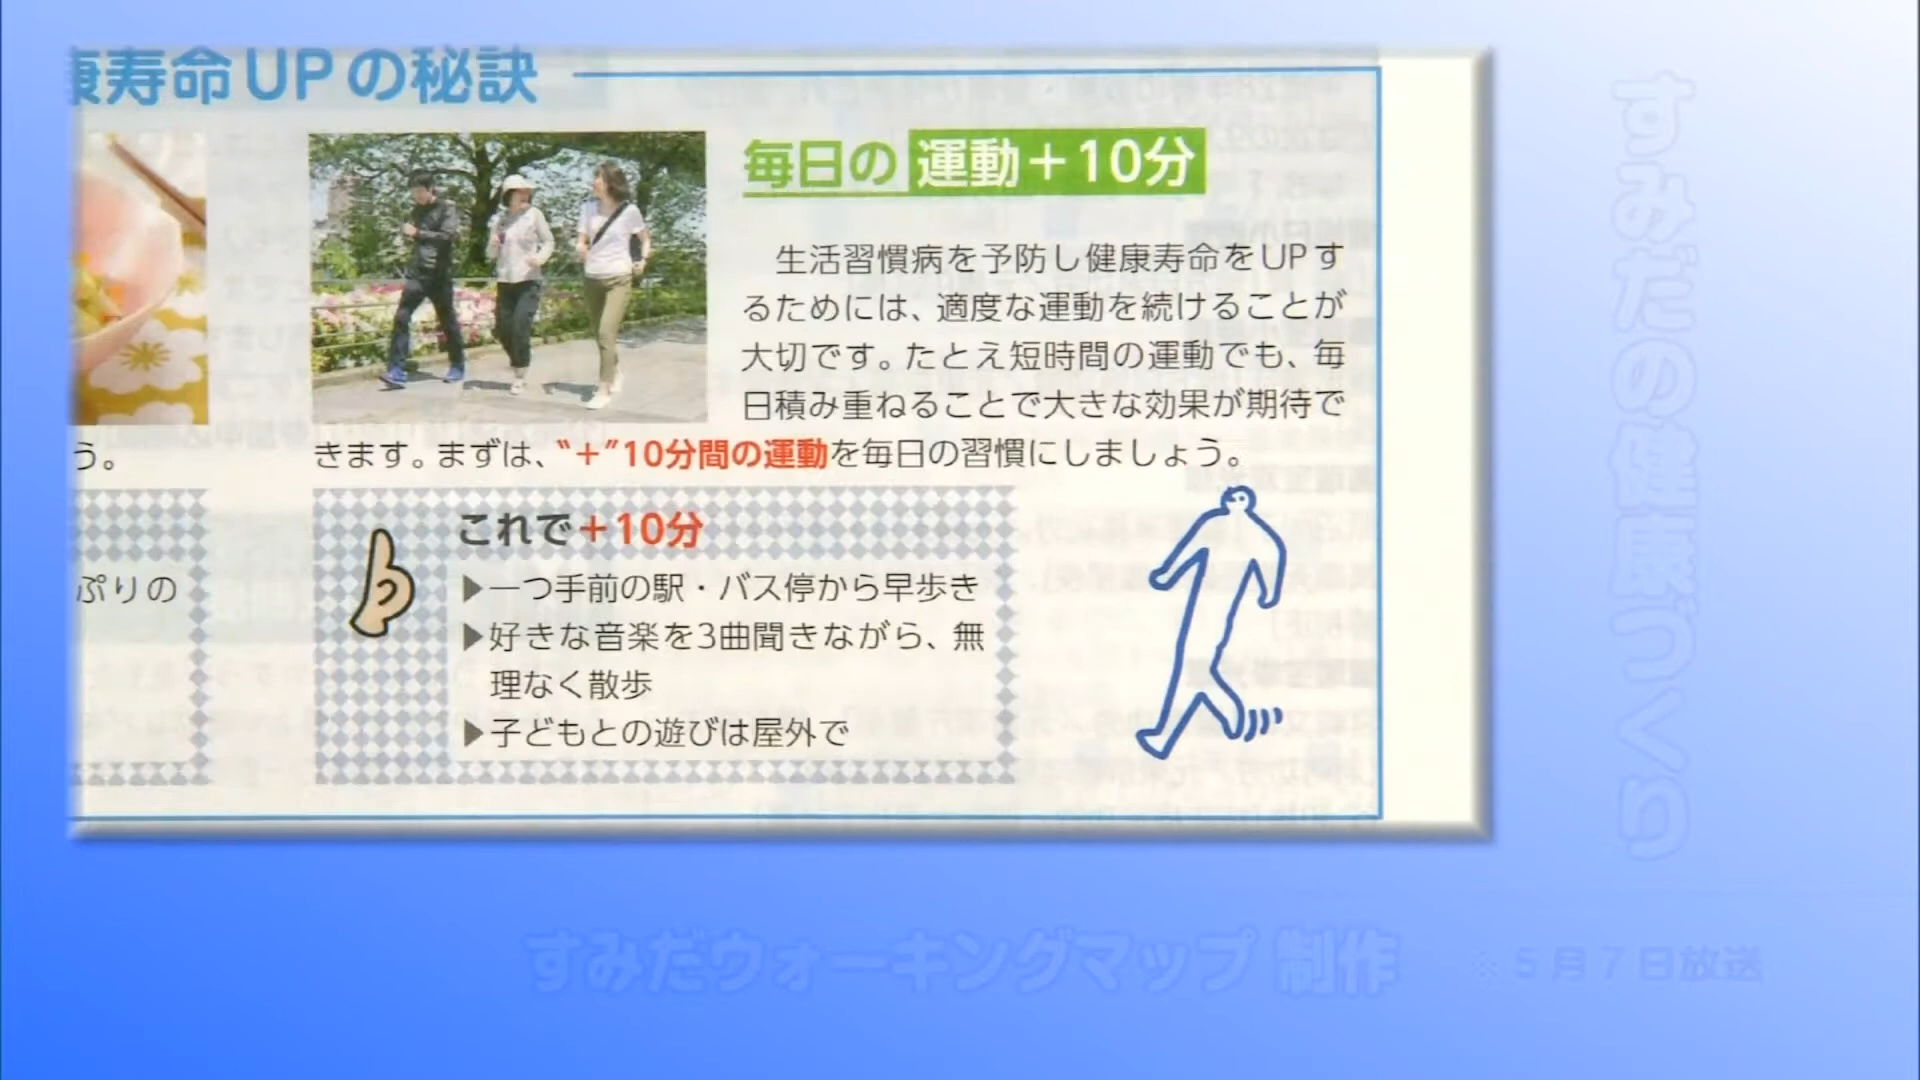 康寿命UPの秘訣
毎日の 運動＋10分
生活習慣病を予防し健康寿命をUPす
るためには、適度な運動を続けることが
大切です。たとえ短時間の運動でも、毎
日積み重ねることで大きな効果が期待で
きます。まずは、“＋”10分間の運動を毎日の習慣にしましょう。
う。
ぷりの
これで＋10分
▶一つ手前の駅・バス停から早歩き
▶好きな音楽を3曲聞きながら、無
理なく散歩
▶子どもとの遊びは屋外で
すみだの健康づくり
すみだウォーキングマップ 制作
※５月７日放送